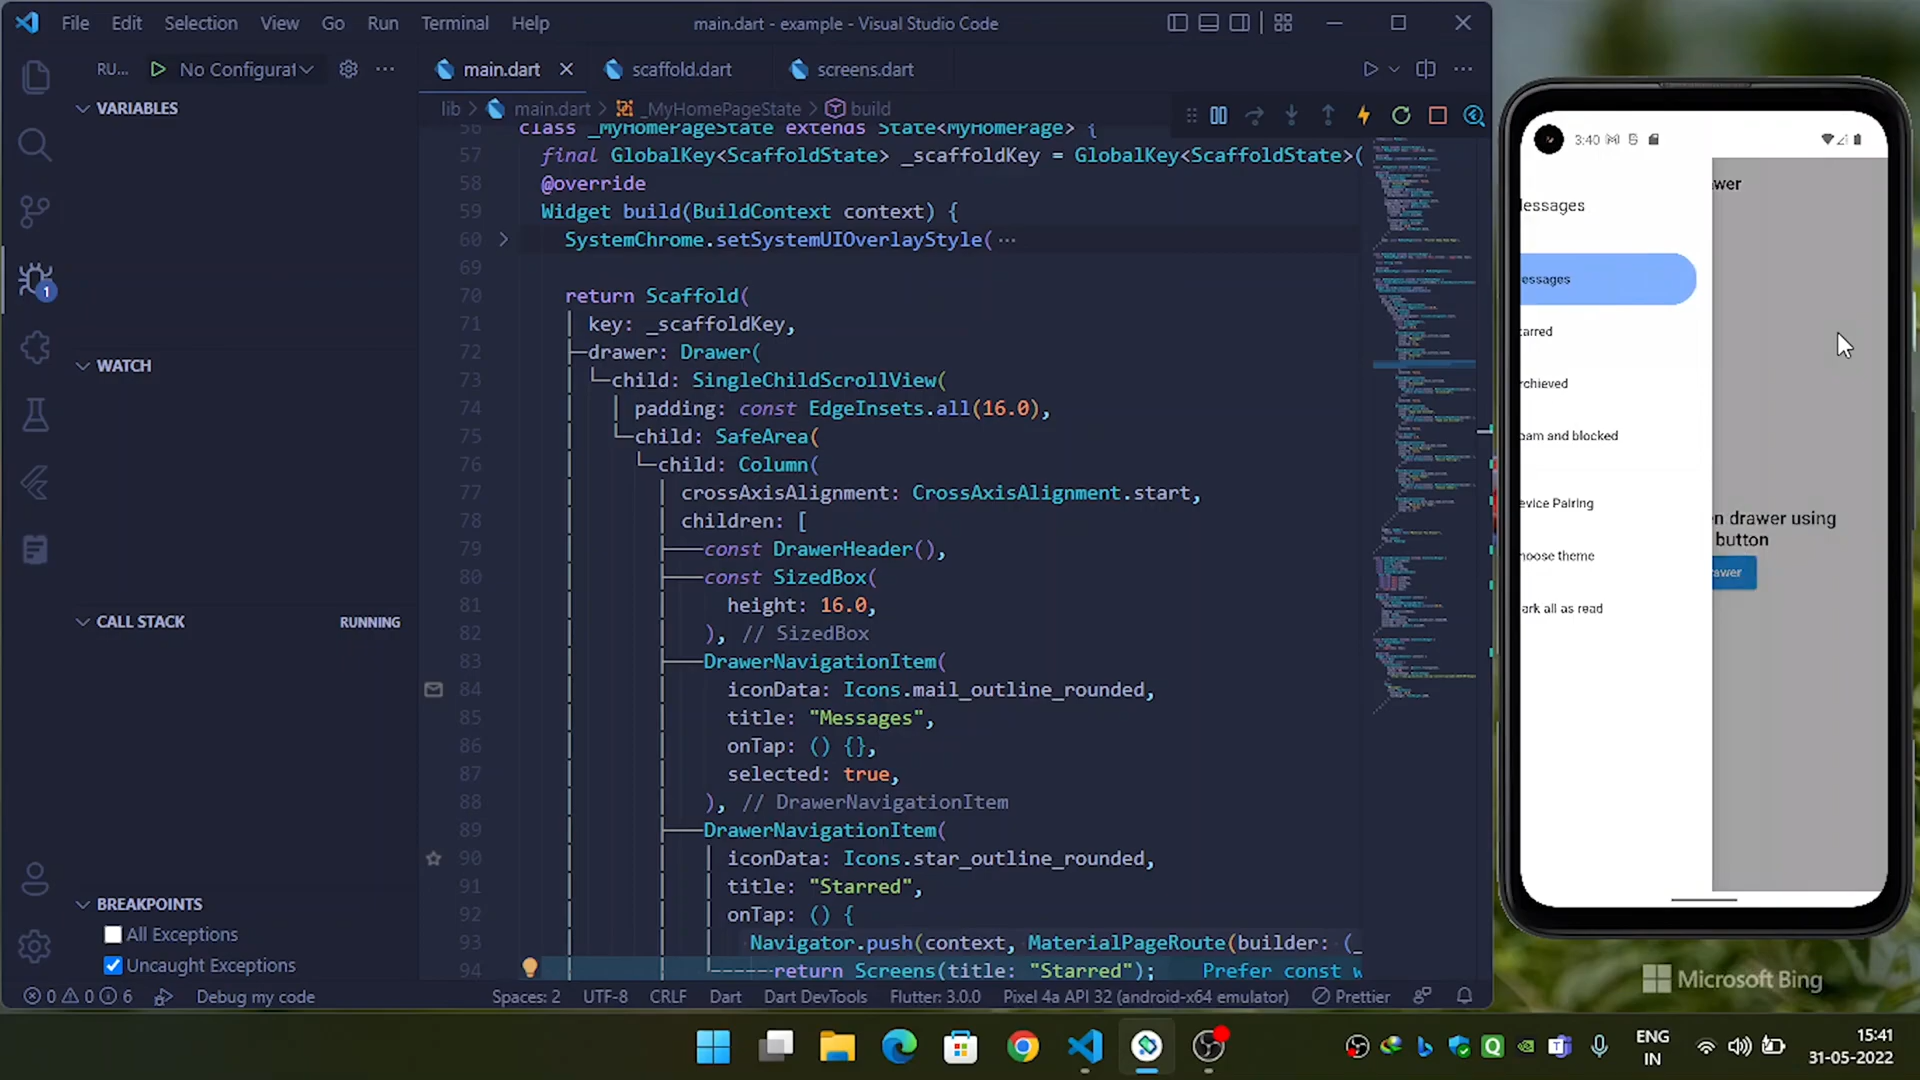 File Edit Selection View Go Run Terminal Help
main.dart - example - Visual Studio Code
RU... No Configurat
main.dart scaffold.dart screens.dart
lib > main.dart > _MyHomePageState > build
VARIABLES
WATCH
CALL STACK RUNNING
BREAKPOINTS
All Exceptions
Uncaught Exceptions
1
56 class _MyHomePageState extends State<MyHomePage> {
57 final GlobalKey<ScaffoldState> _scaffoldKey = GlobalKey<ScaffoldState>(
58 @override
59 Widget build(BuildContext context) {
60 SystemChrome.setSystemUIOverlayStyle( ...
69
70 return Scaffold(
71 key: _scaffoldKey,
72 drawer: Drawer(
73 child: SingleChildScrollView(
74 padding: const EdgeInsets.all(16.0),
75 child: SafeArea(
76 child: Column(
77 crossAxisAlignment: CrossAxisAlignment.start,
78 children: [
79 const DrawerHeader(),
80 const SizedBox(
81 height: 16.0,
82 ), // SizedBox
83 DrawerNavigationItem(
84 iconData: Icons.mail_outline_rounded,
85 title: "Messages",
86 onTap: () {},
87 selected: true,
88 ), // DrawerNavigationItem
89 DrawerNavigationItem(
90 iconData: Icons.star_outline_rounded,
91 title: "Starred",
92 onTap: () {
93 Navigator.push(context, MaterialPageRoute(builder: (_
94 return Screens(title: "Starred"); Prefer const w
0 0 6 Debug my code Spaces: 2 UTF-8 CRLF Dart Dart DevTools Flutter: 3.0.0 Pixel 4a API 32 (android-x64 emulator) Prettier
3:40
awer
essages
essages
arred
rchieved
pam and blocked
evice Pairing
n drawer using
button
hoose theme
rawer
ark all as read
Microsoft Bing
ENG
IN
15:41
31-05-2022